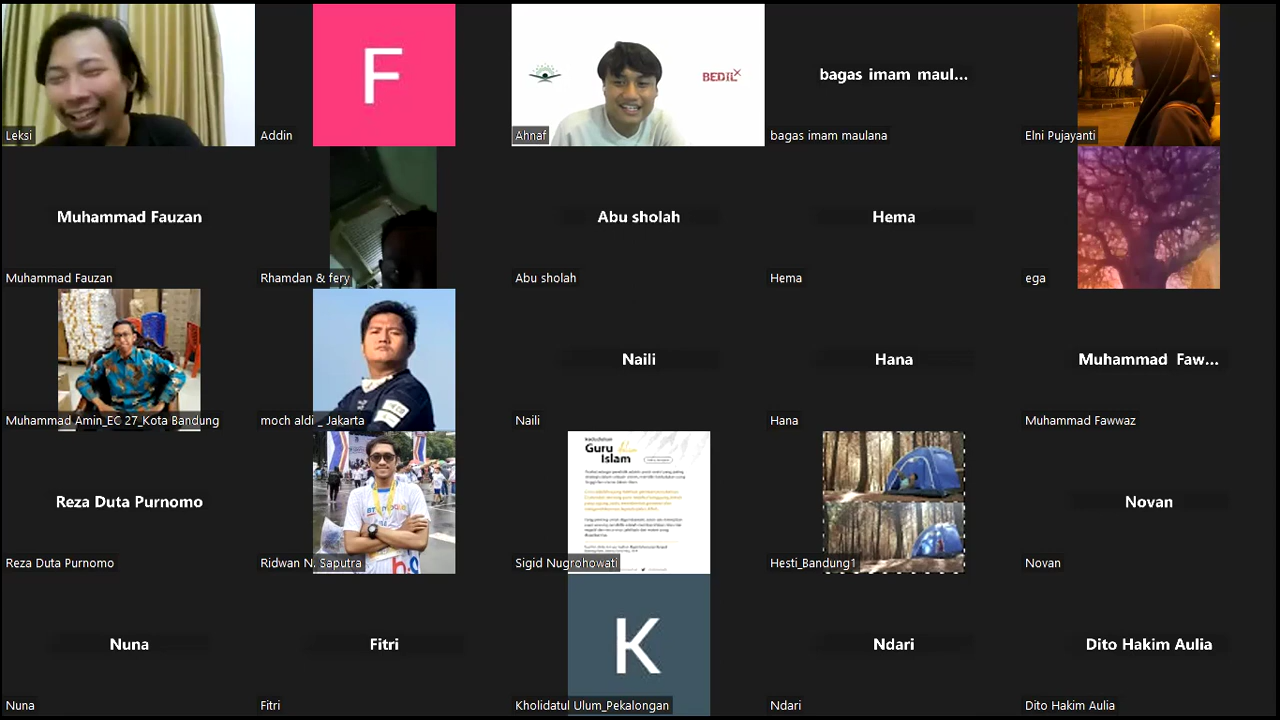 Leksi
F
Addin
BEDILX
Ahnaf
bagas imam maul...
bagas imam maulana
Elni Pujayanti
Muhammad Fauzan
Muhammad Fauzan
Rhamdan & fery
Abu sholah
Abu sholah
Hema
Hema
ega
Muhammad Amin_EC 27_Kota Bandung
moch aldi _ Jakarta
Naili
Naili
Hana
Hana
Muhammad Faw...
Muhammad Fawwaz
Reza Duta Purnomo
Reza Duta Purnomo
Ridwan N. Saputra
Guru
Islam
Sigid Nugrohowati
Hesti_Bandung1
Novan
Novan
Nuna
Nuna
Fitri
Fitri
K
Kholidatul Ulum_Pekalongan
Ndari
Ndari
Dito Hakim Aulia
Dito Hakim Aulia